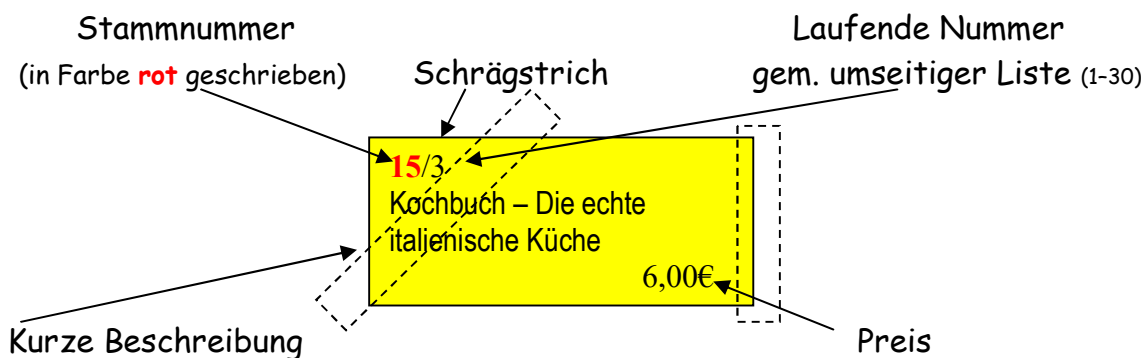 Stammnummer
(in Farbe rot geschrieben)
Schrägstrich
Laufende Nummer
gem. umseitiger Liste (1-30)
15/3
Kochbuch – Die echte
italienische Küche
6,00€
Kurze Beschreibung
Preis